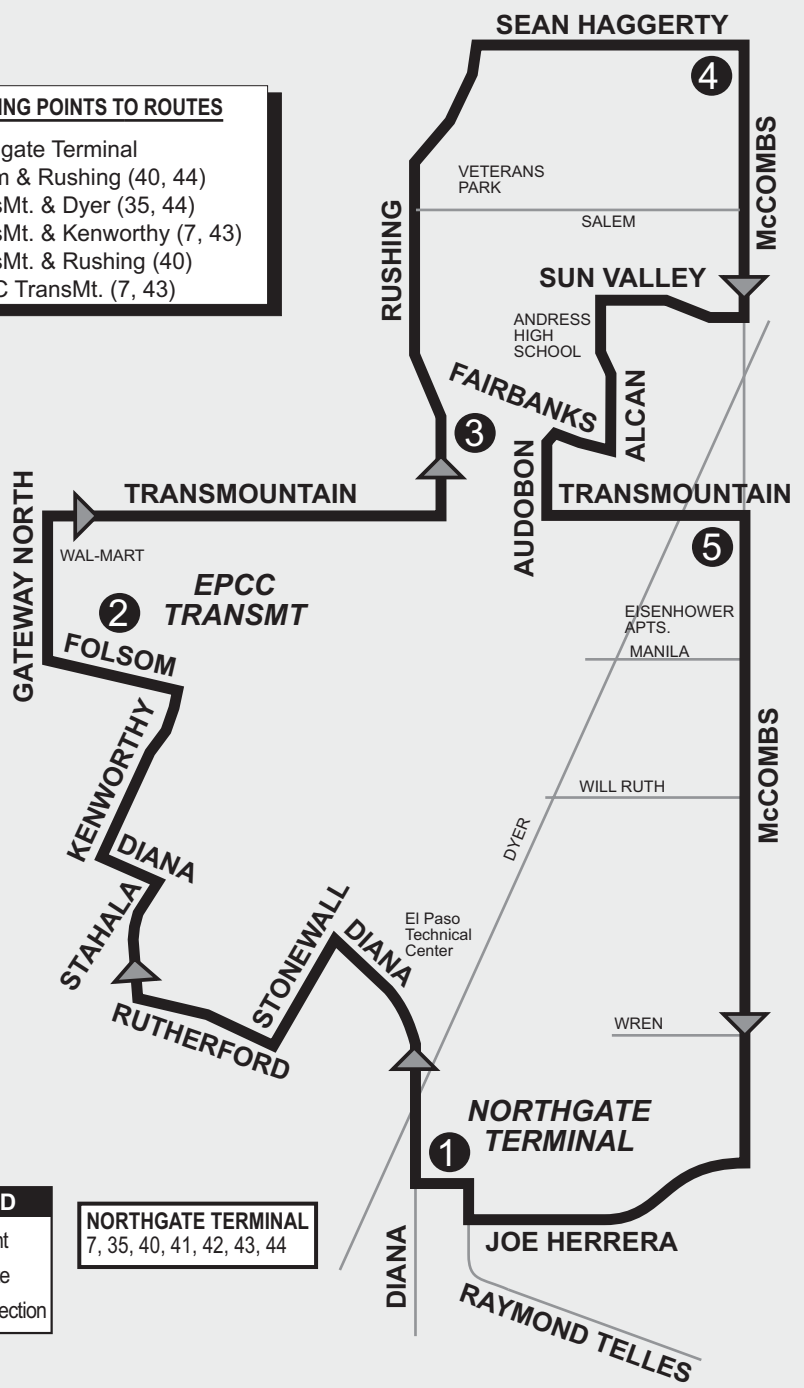 SEAN HAGGERTY
4
McCOMBS
ING POINTS TO ROUTES
gate Terminal
m & Rushing (40, 44)
sMt. & Dyer (35, 44)
sMt. & Kenworthy (7, 43)
sMt. & Rushing (40)
C TransMt. (7, 43)
VETERANS
PARK
SALEM
RUSHING
SUN VALLEY
ANDRESS
HIGH
SCHOOL
FAIRBANKS
ALCAN
3
AUDOBON
TRANSMOUNTAIN
TRANSMOUNTAIN
GATEWAY NORTH
WAL-MART
5
EPCC
TRANSMT
2
FOLSOM
EISENHOWER
APTS.
MANILA
McCOMBS
KENWORTHY
WILL RUTH
DYER
DIANA
STAHALA
STONEWALL
DIANA
El Paso
Technical
Center
RUTHERFORD
WREN
NORTHGATE
TERMINAL
1
D
nt
te
ection
NORTHGATE TERMINAL
7, 35, 40, 41, 42, 43, 44
JOE HERRERA
DIANA
RAYMOND TELLES